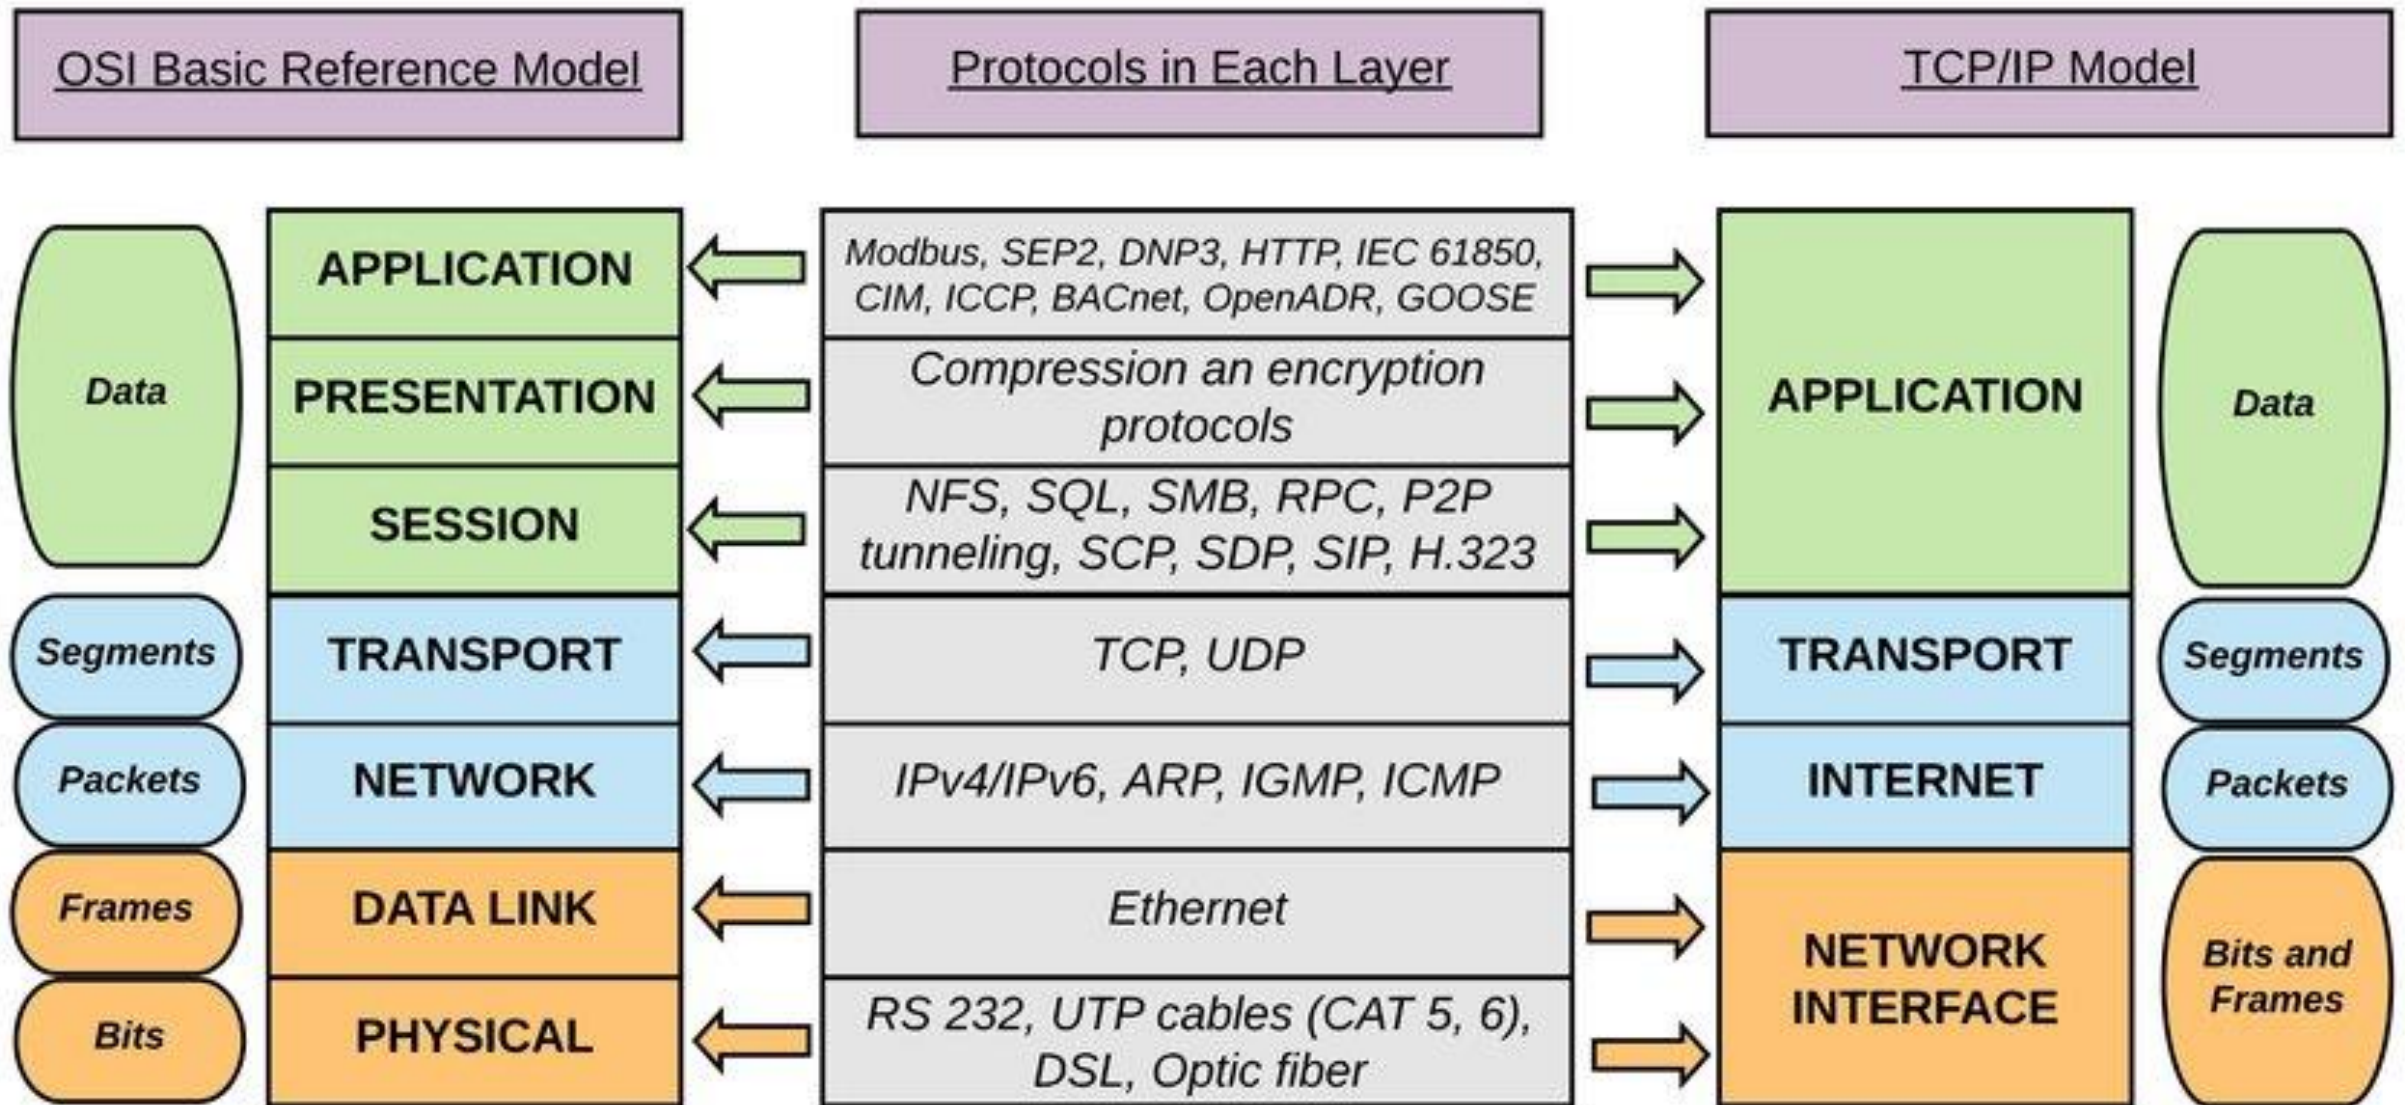 OSI Basic Reference Model
Protocols in Each Layer
TCP/IP Model
Data
APPLICATION
Modbus, SEP2, DNP3, HTTP, IEC 61850,
CIM, ICCP, BACnet, OpenADR, GOOSE
PRESENTATION
Compression an encryption
protocols
SESSION
NFS, SQL, SMB, RPC, P2P
tunneling, SCP, SDP, SIP, H.323
APPLICATION
Data
Segments
TRANSPORT
TCP, UDP
TRANSPORT
Segments
Packets
NETWORK
IPv4/IPv6, ARP, IGMP, ICMP
INTERNET
Packets
Frames
DATA LINK
Ethernet
Bits
PHYSICAL
RS 232, UTP cables (CAT 5, 6),
DSL, Optic fiber
NETWORK
INTERFACE
Bits and
Frames